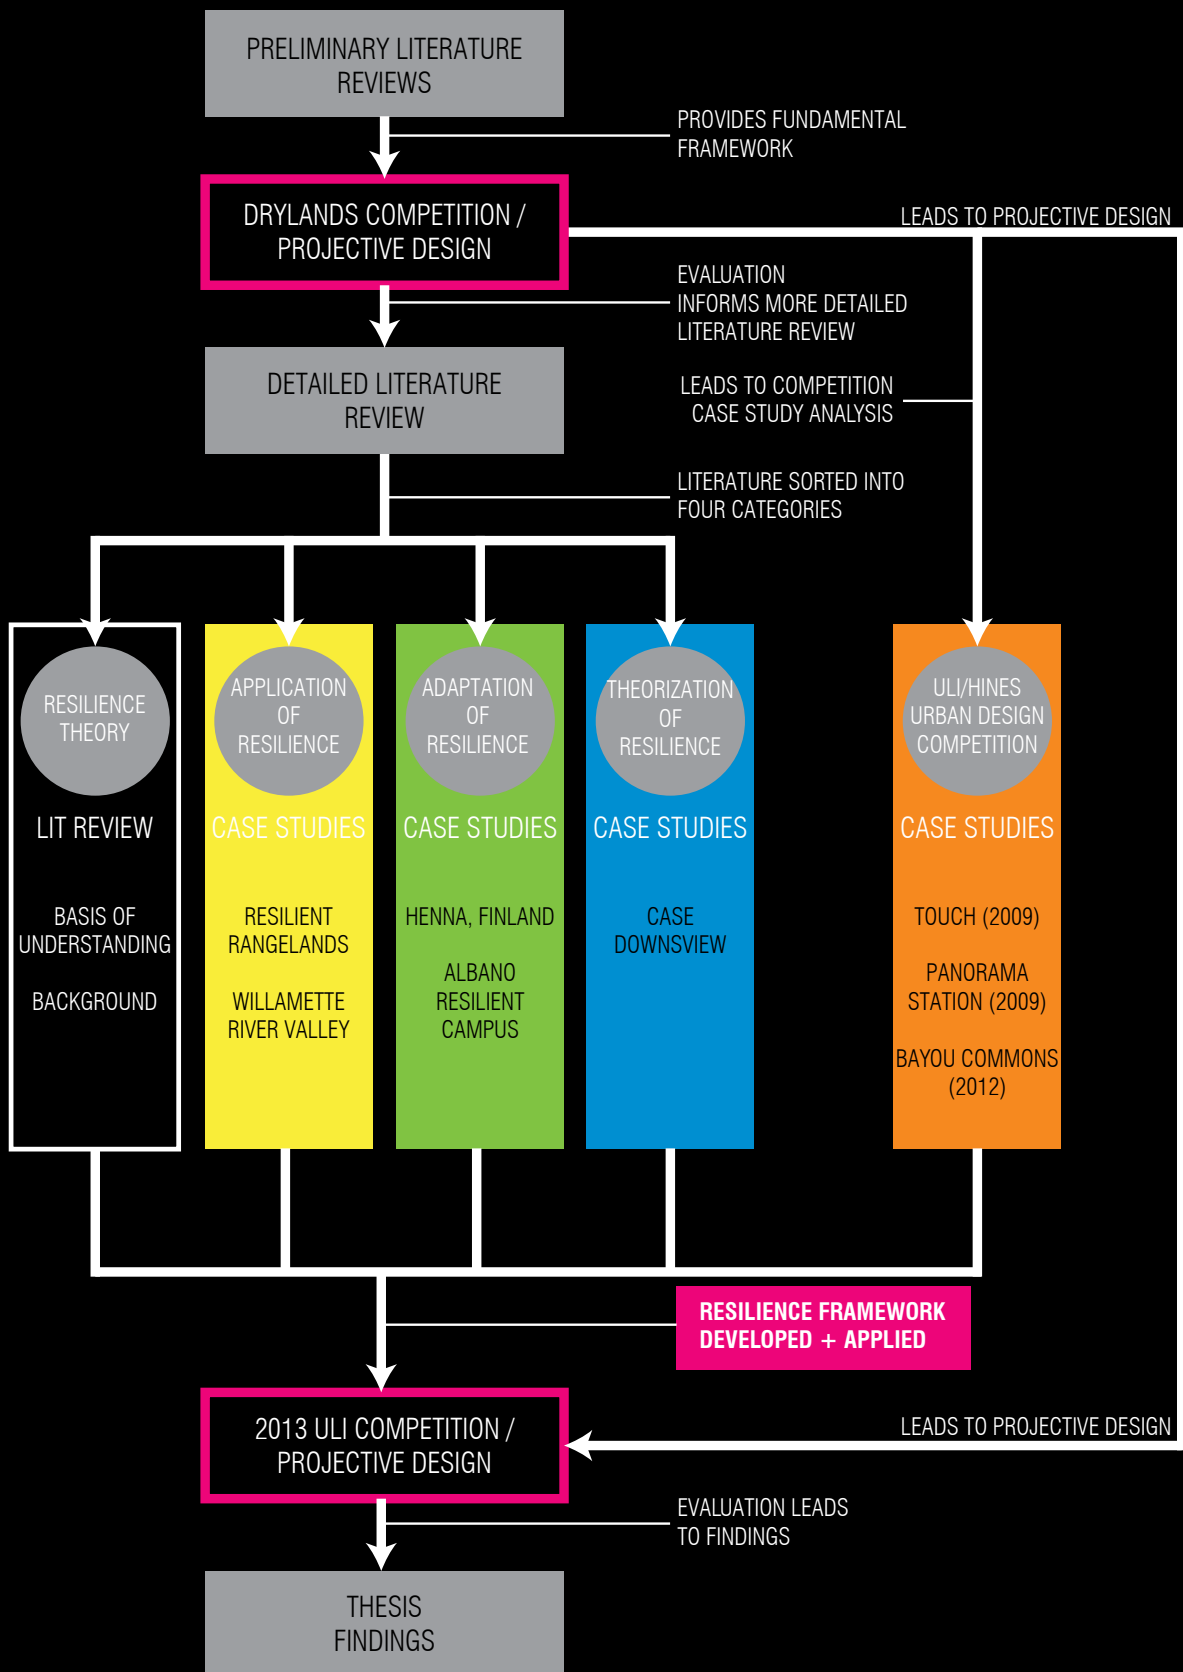 PRELIMINARY LITERATURE
REVIEWS
PROVIDES FUNDAMENTAL
FRAMEWORK
DRYLANDS COMPETITION /
PROJECTIVE DESIGN
LEADS TO PROJECTIVE DESIGN
EVALUATION
INFORMS MORE DETAILED
LITERATURE REVIEW
DETAILED LITERATURE
REVIEW
LEADS TO COMPETITION
CASE STUDY ANALYSIS
LITERATURE SORTED INTO
FOUR CATEGORIES
RESILIENCE
THEORY
LIT REVIEW
BASIS OF
UNDERSTANDING
BACKGROUND
APPLICATION
OF
RESILIENCE
CASE STUDIES
RESILIENT
RANGELANDS
WILLAMETTE
RIVER VALLEY
ADAPTATION
OF
RESILIENCE
CASE STUDIES
HENNA, FINLAND
ALBANO
RESILIENT
CAMPUS
THEORIZATION
OF
RESILIENCE
CASE STUDIES
CASE
DOWNSVIEW
ULI/HINES
URBAN DESIGN
COMPETITION
CASE STUDIES
TOUCH (2009)
PANORAMA
STATION (2009)
BAYOU COMMONS
(2012)
RESILIENCE FRAMEWORK
DEVELOPED + APPLIED
2013 ULI COMPETITION /
PROJECTIVE DESIGN
LEADS TO PROJECTIVE DESIGN
EVALUATION LEADS
TO FINDINGS
THESIS
FINDINGS